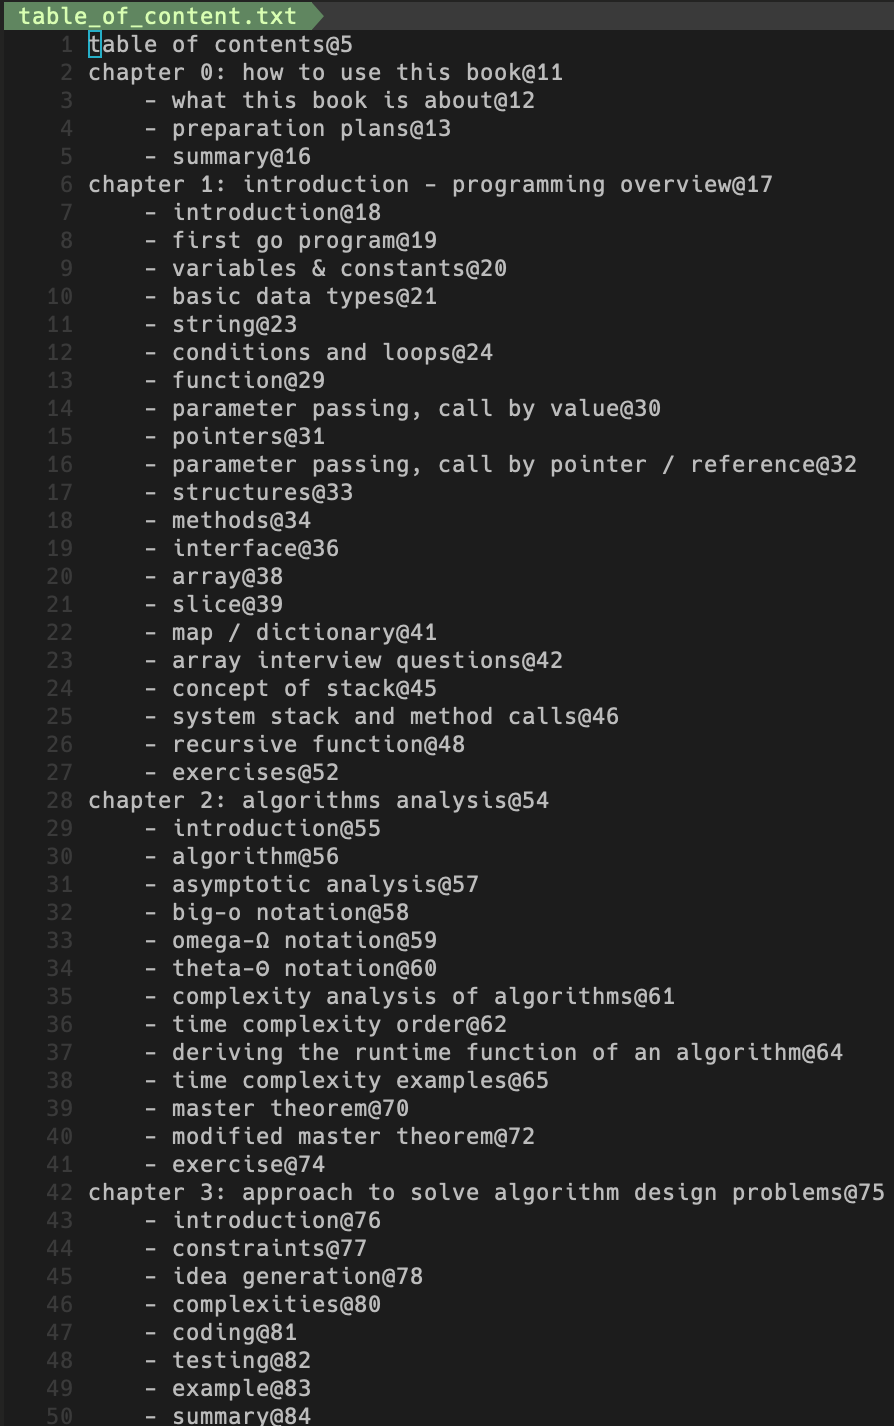 table_of_content.txt
1 table of contents@5
2 chapter 0: how to use this book@11
3     - what this book is about@12
4     - preparation plans@13
5     - summary@16
6 chapter 1: introduction - programming overview@17
7     - introduction@18
8     - first go program@19
9     - variables & constants@20
10     - basic data types@21
11     - string@23
12     - conditions and loops@24
13     - function@29
14     - parameter passing, call by value@30
15     - pointers@31
16     - parameter passing, call by pointer / reference@32
17     - structures@33
18     - methods@34
19     - interface@36
20     - array@38
21     - slice@39
22     - map / dictionary@41
23     - array interview questions@42
24     - concept of stack@45
25     - system stack and method calls@46
26     - recursive function@48
27     - exercises@52
28 chapter 2: algorithms analysis@54
29     - introduction@55
30     - algorithm@56
31     - asymptotic analysis@57
32     - big-o notation@58
33     - omega-Ω notation@59
34     - theta-Θ notation@60
35     - complexity analysis of algorithms@61
36     - time complexity order@62
37     - deriving the runtime function of an algorithm@64
38     - time complexity examples@65
39     - master theorem@70
40     - modified master theorem@72
41     - exercise@74
42 chapter 3: approach to solve algorithm design problems@75
43     - introduction@76
44     - constraints@77
45     - idea generation@78
46     - complexities@80
47     - coding@81
48     - testing@82
49     - example@83
50     - summary@84